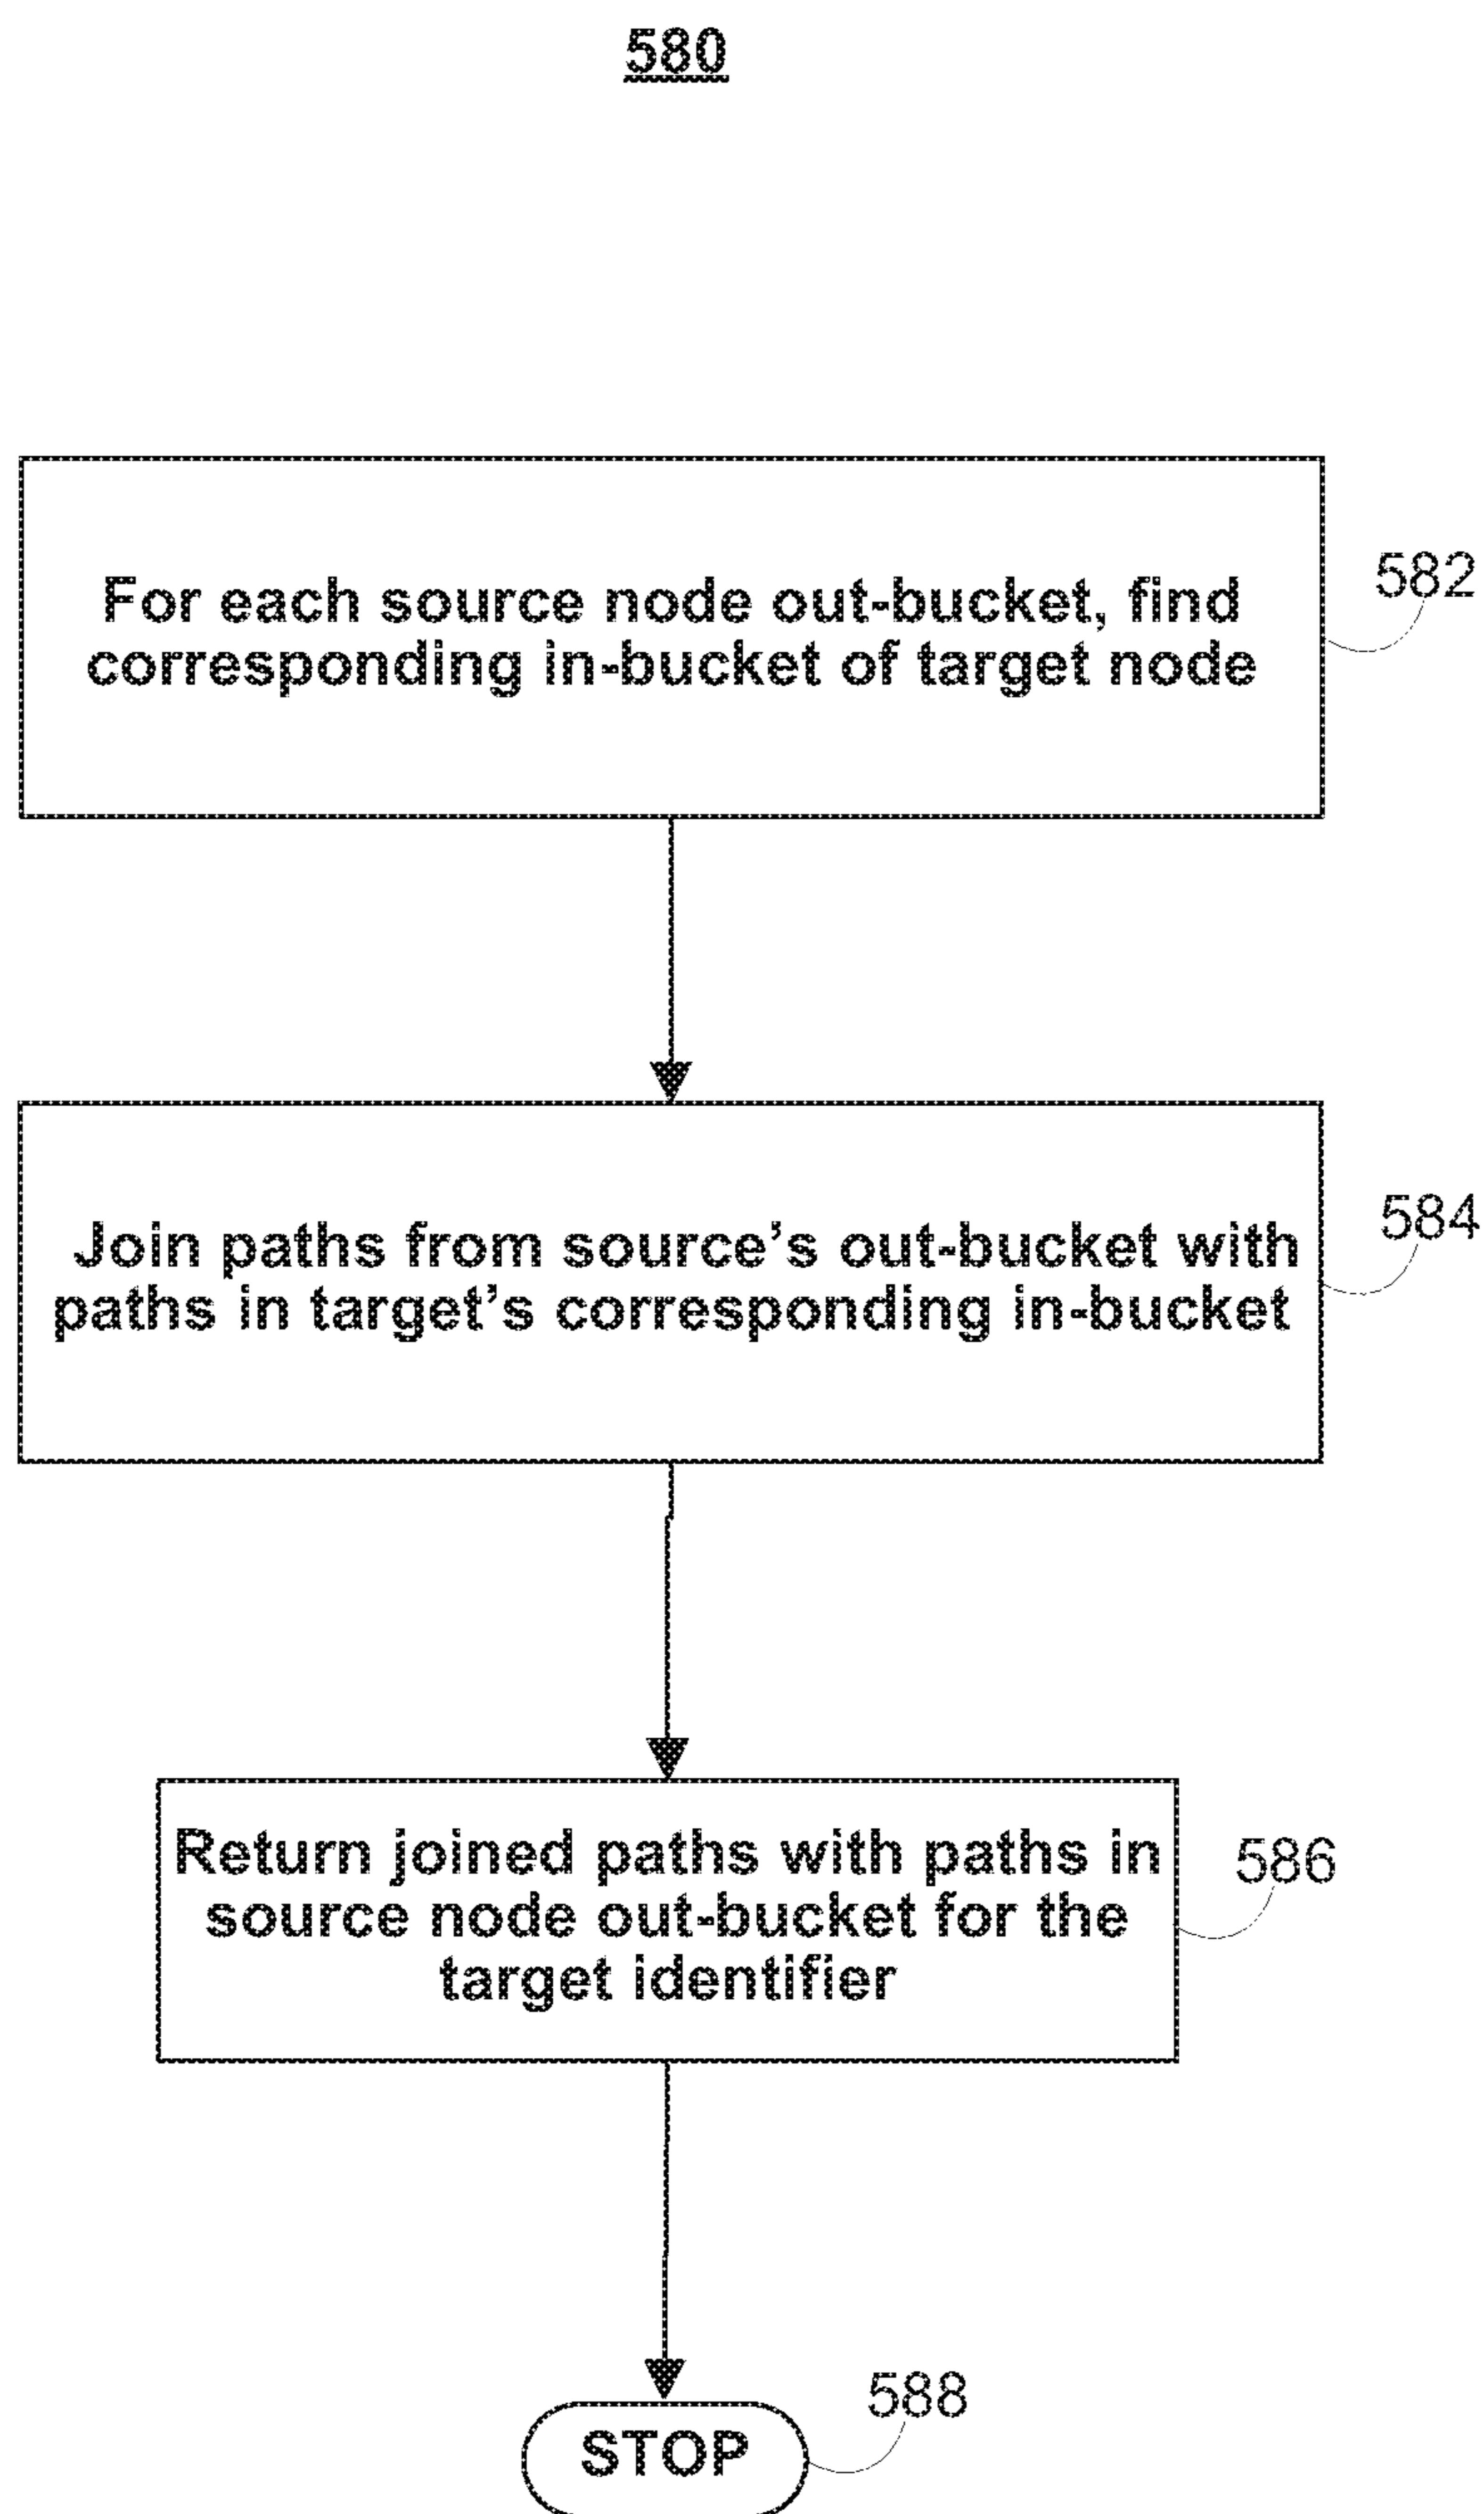 580
For each source node out-bucket, find
corresponding in-bucket of target node
582
Join paths from source's out-bucket with
paths in target's corresponding in-bucket
584
Return joined paths with paths in
source node out-bucket for the
target identifier
586
STOP
588